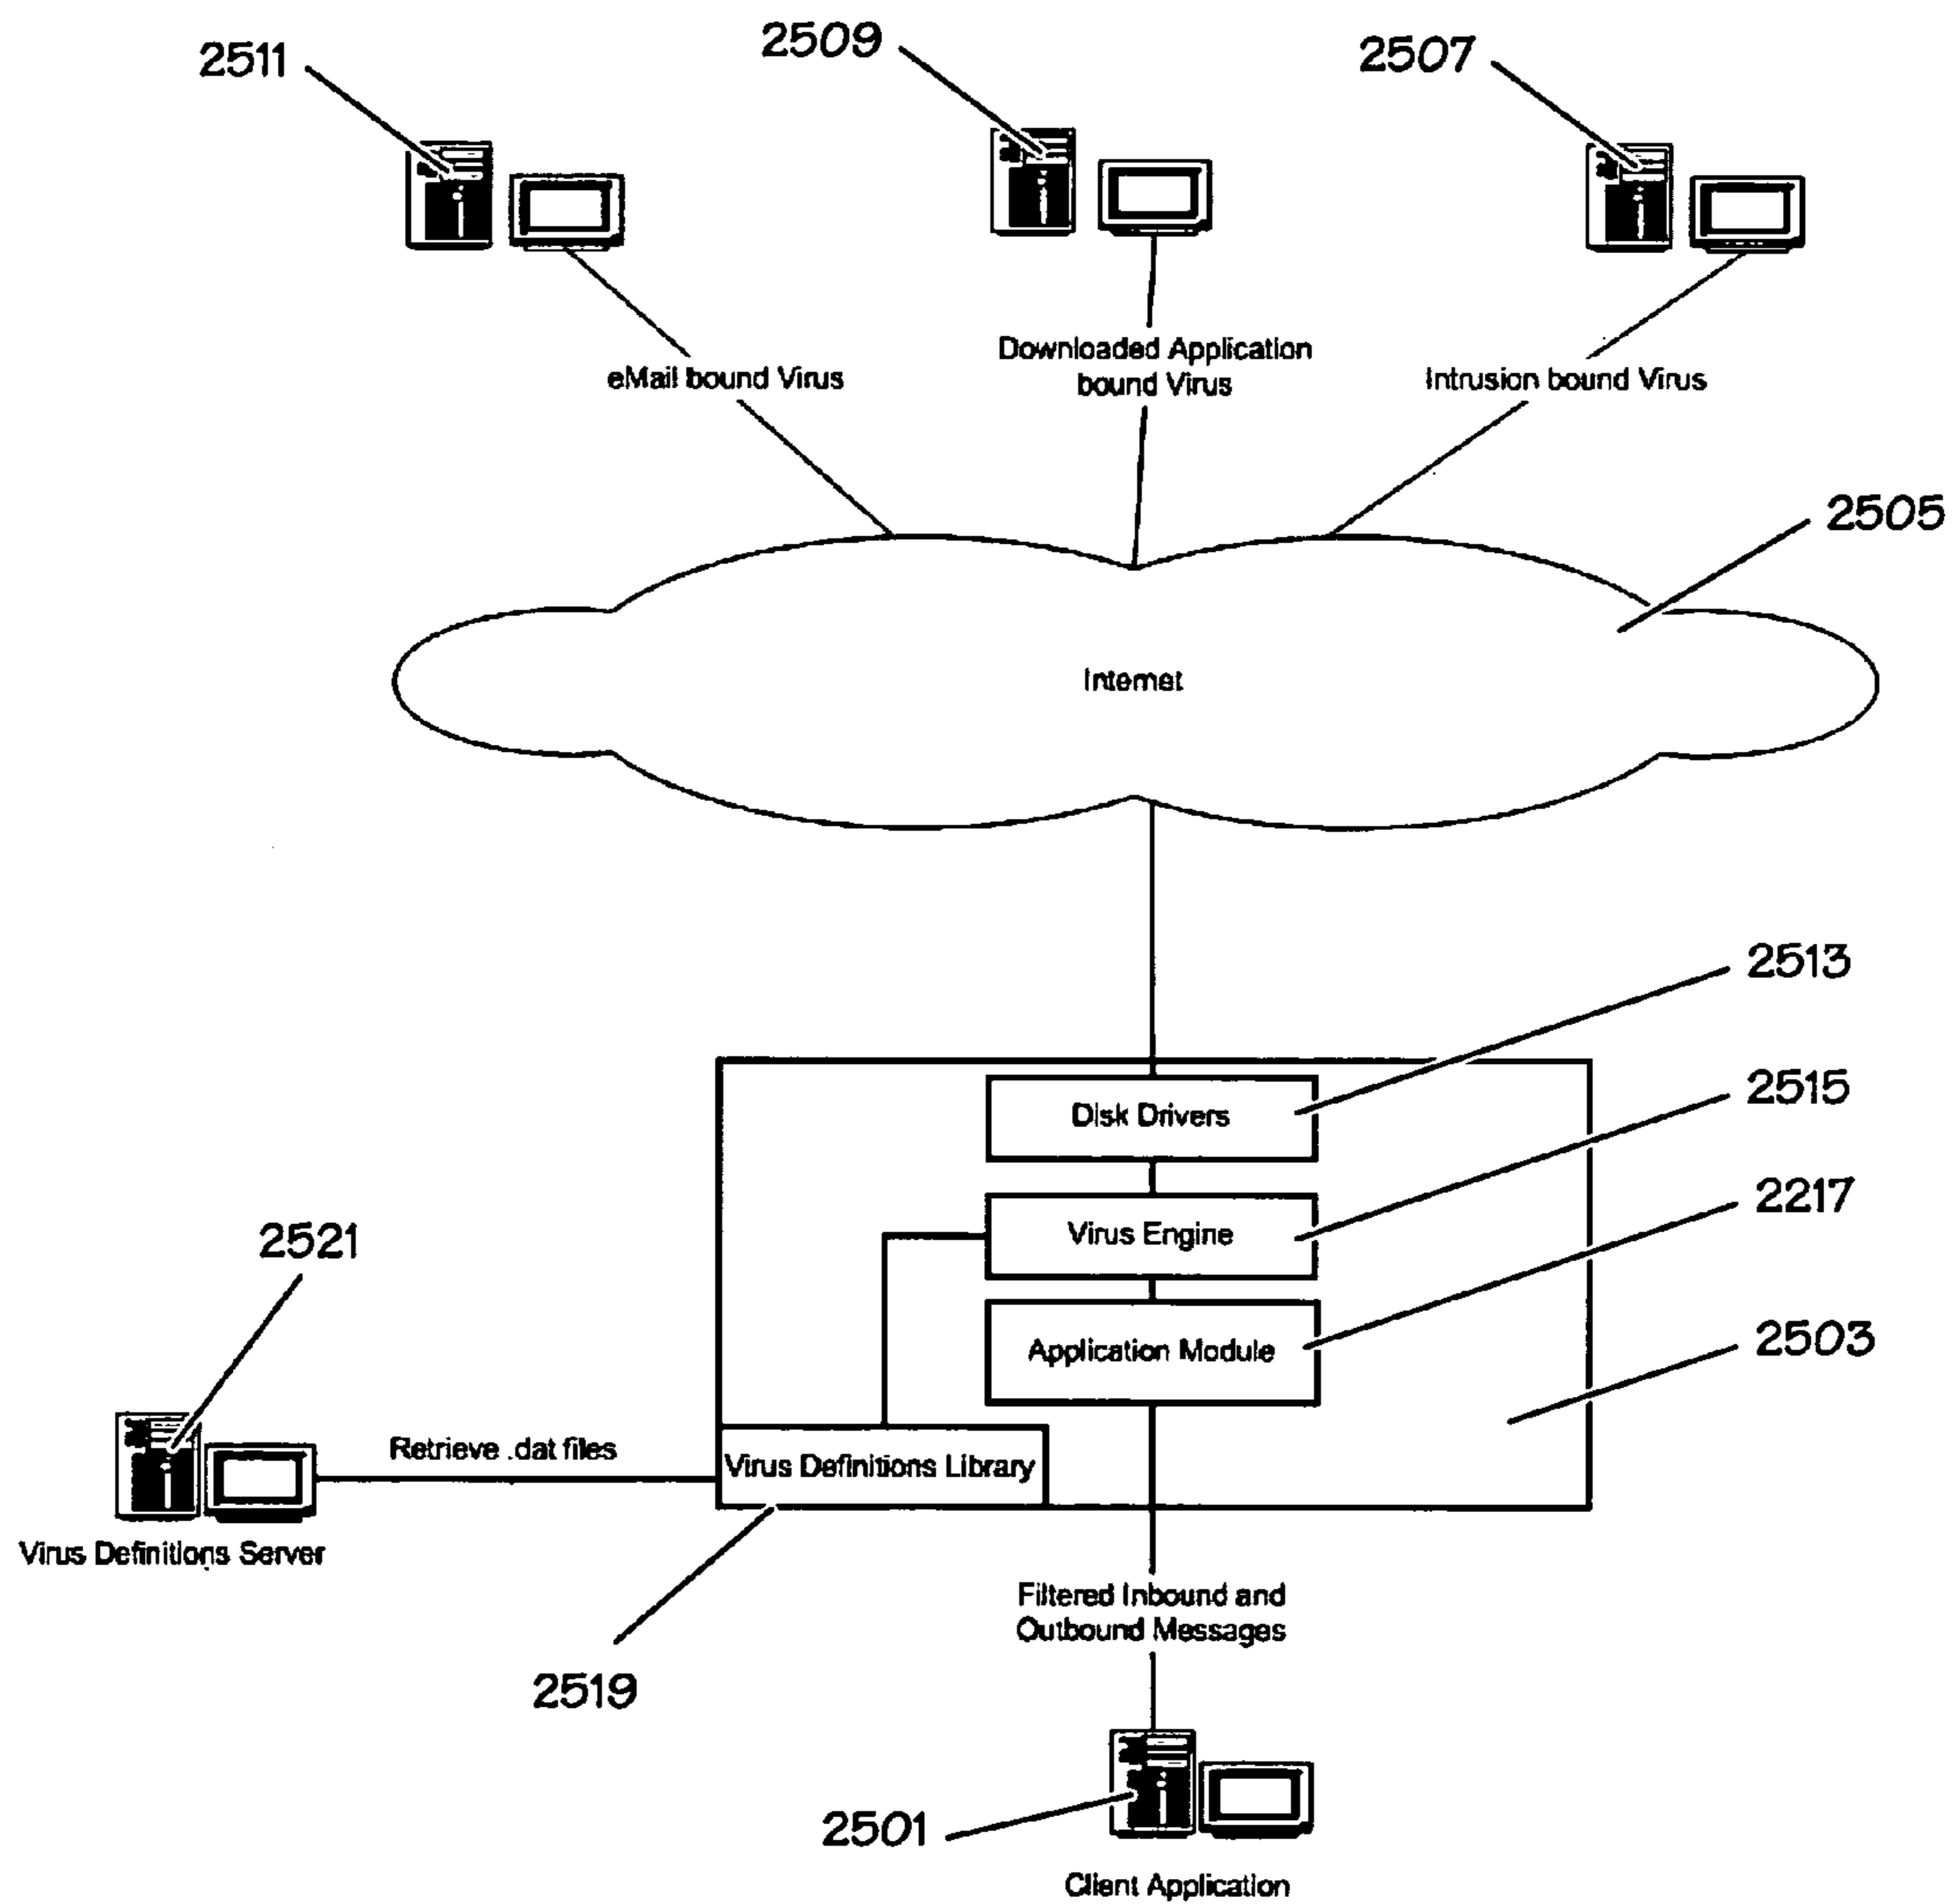 2511
2509
2507
eMail bound Virus
Downloaded Application
bound Virus
Intrusion bound Virus
2505
Internet
2513
Disk Drivers
2515
Virus Engine
2217
Application Module
2503
2521
Retrieve .dat files
Virus Definitions Library
Virus Definitions Server
2519
Filtered Inbound and
Outbound Messages
2501
Client Application